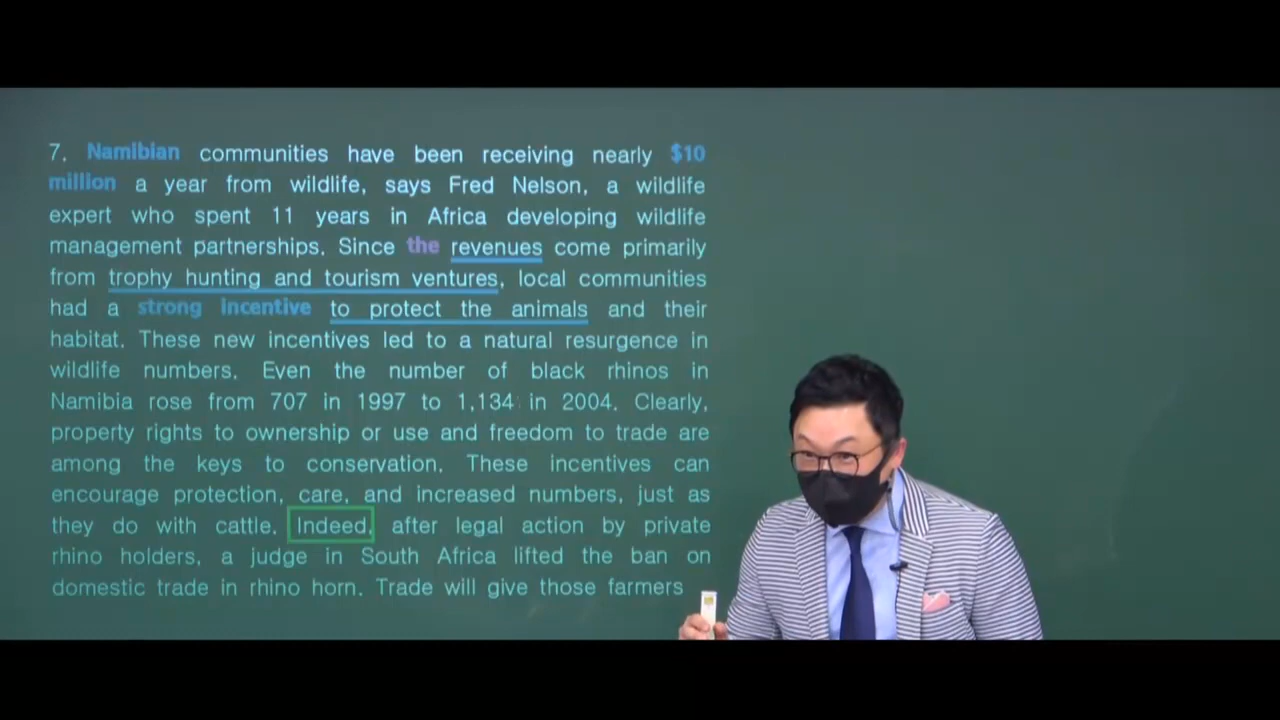 7. Namibian communities have been receiving nearly $10
million a year from wildlife, says Fred Nelson, a wildlife
expert who spent 11 years in Africa developing wildlife
management partnerships. Since the revenues come primarily
from trophy hunting and tourism ventures, local communities
had a strong incentive to protect the animals and their
habitat. These new incentives led to a natural resurgence in
wildlife numbers. Even the number of black rhinos in
Namibia rose from 707 in 1997 to 1,134 in 2004. Clearly,
property rights to ownership or use and freedom to trade are
among the keys to conservation. These incentives can
encourage protection, care, and increased numbers, just as
they do with cattle. Indeed, after legal action by private
rhino holders, a judge in South Africa lifted the ban on
domestic trade in rhino horn. Trade will give those farmers